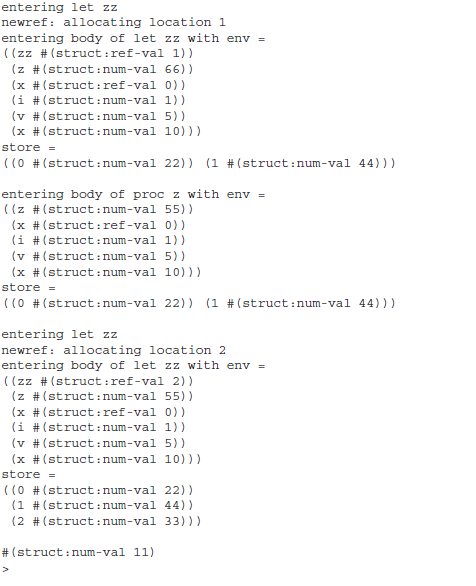 entering let zz
newref: allocating location 1
entering body of let zz with env =
((zz #(struct:ref-val 1))
 (z #(struct:num-val 66))
 (x #(struct:ref-val 0))
 (i #(struct:num-val 1))
 (v #(struct:num-val 5))
 (x #(struct:num-val 10)))
store =
((0 #(struct:num-val 22)) (1 #(struct:num-val 44)))

entering body of proc z with env =
((z #(struct:num-val 55))
 (x #(struct:ref-val 0))
 (i #(struct:num-val 1))
 (v #(struct:num-val 5))
 (x #(struct:num-val 10)))
store =
((0 #(struct:num-val 22)) (1 #(struct:num-val 44)))

entering let zz
newref: allocating location 2
entering body of let zz with env =
((zz #(struct:ref-val 2))
 (z #(struct:num-val 55))
 (x #(struct:ref-val 0))
 (i #(struct:num-val 1))
 (v #(struct:num-val 5))
 (x #(struct:num-val 10)))
store =
((0 #(struct:num-val 22))
 (1 #(struct:num-val 44))
 (2 #(struct:num-val 33)))

#(struct:num-val 11)
>